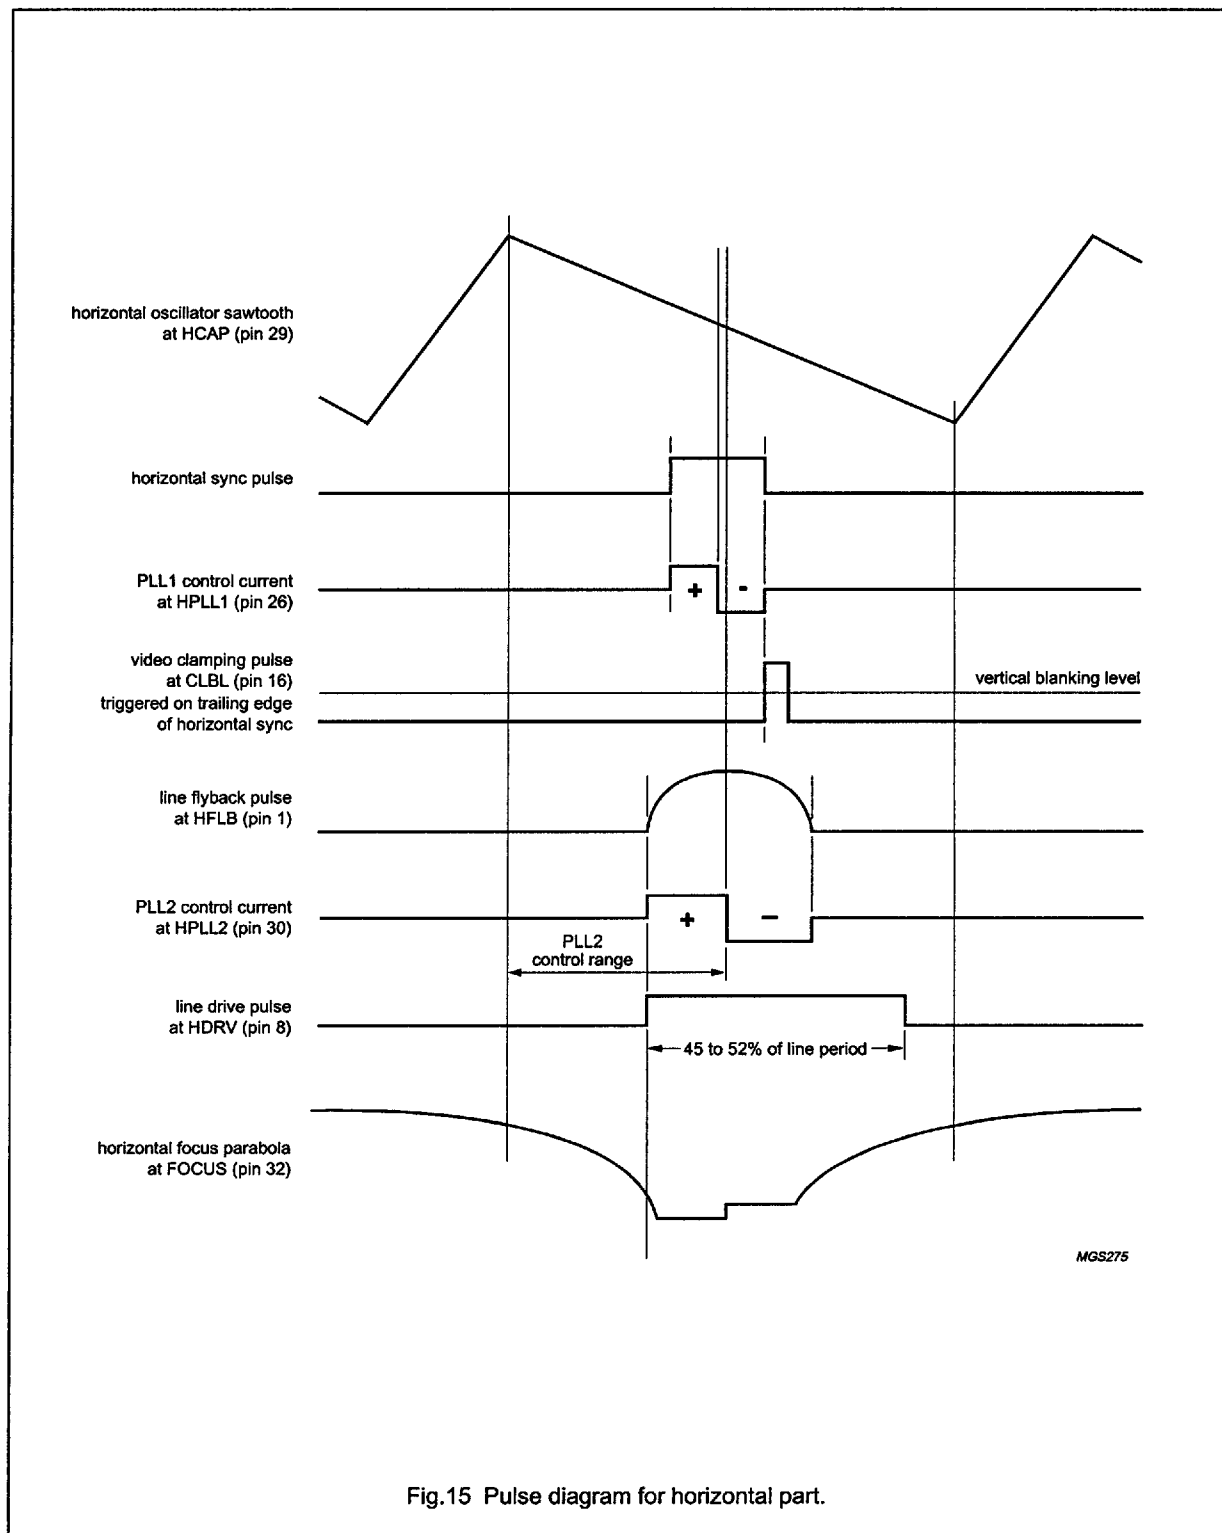 horizontal oscillator sawtooth
at HCAP (pin 29)
horizontal sync pulse
PLL1 control current
at HPLL1 (pin 26)
+
-
video clamping pulse
at CLBL (pin 16)
vertical blanking level
triggered on trailing edge
of horizontal sync
line flyback pulse
at HFLB (pin 1)
PLL2 control current
at HPLL2 (pin 30)
+
−
PLL2
control range
line drive pulse
at HDRV (pin 8)
45 to 52% of line period
horizontal focus parabola
at FOCUS (pin 32)
MGS275
Fig.15 Pulse diagram for horizontal part.